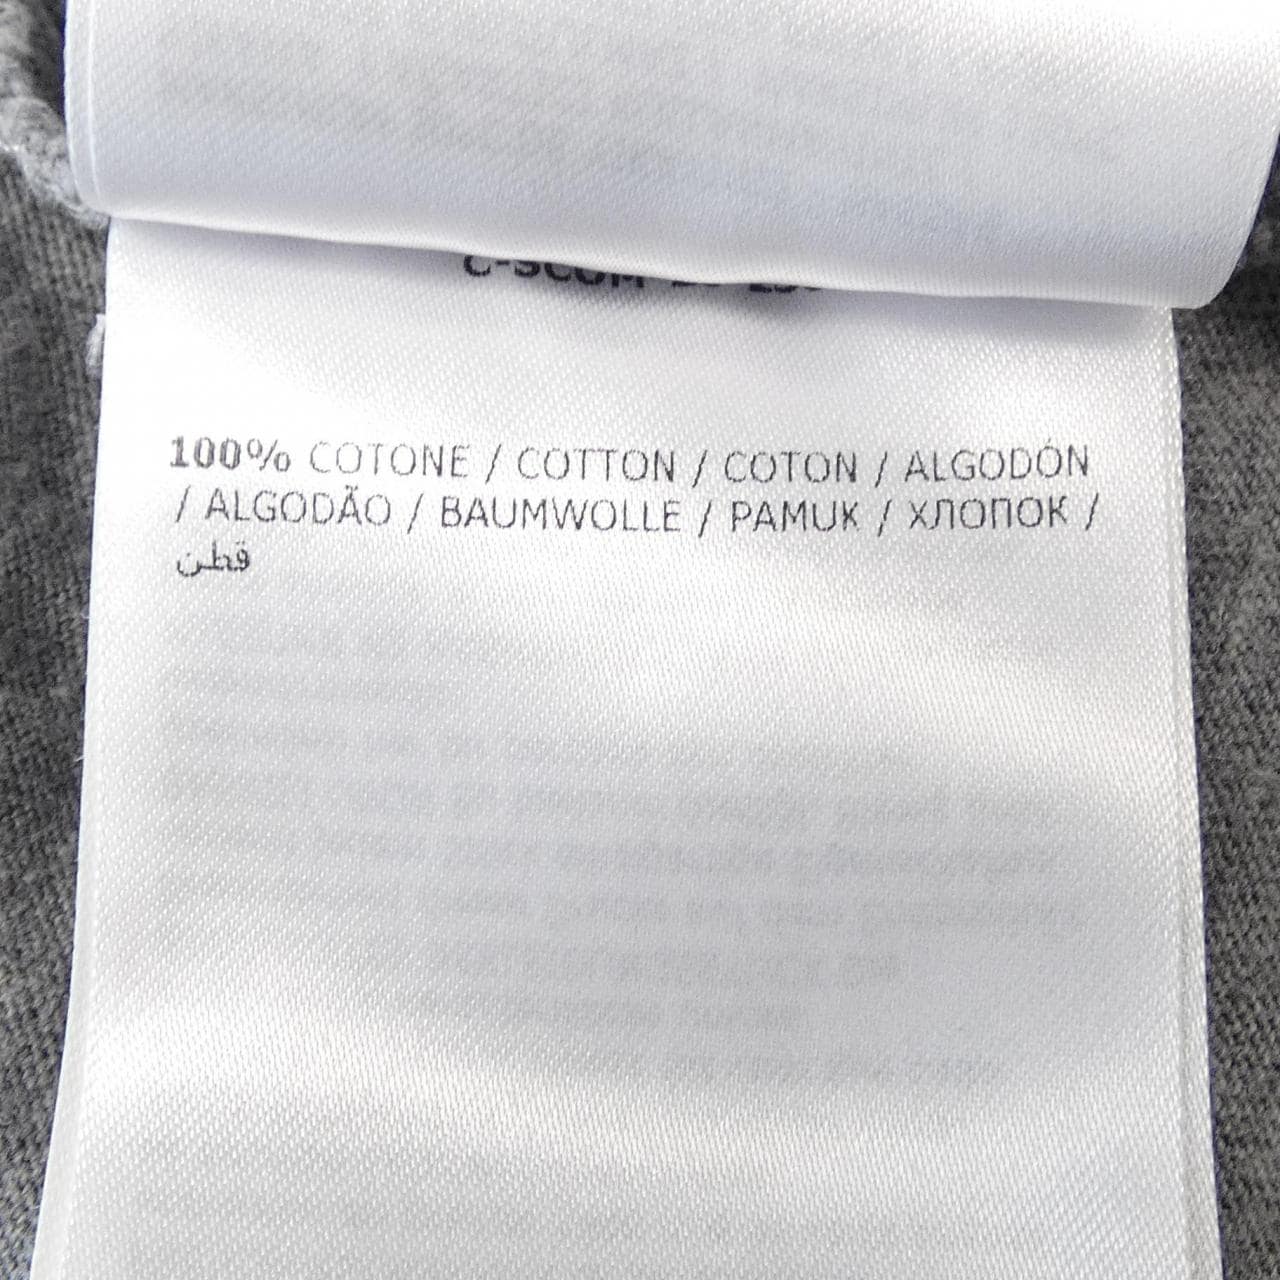 100% COTONE / COTTON / COTON / ALGODÓN
/ ALGODÃO / BAUMWOLLE / PAMUK / ХЛОПОК /
قطن